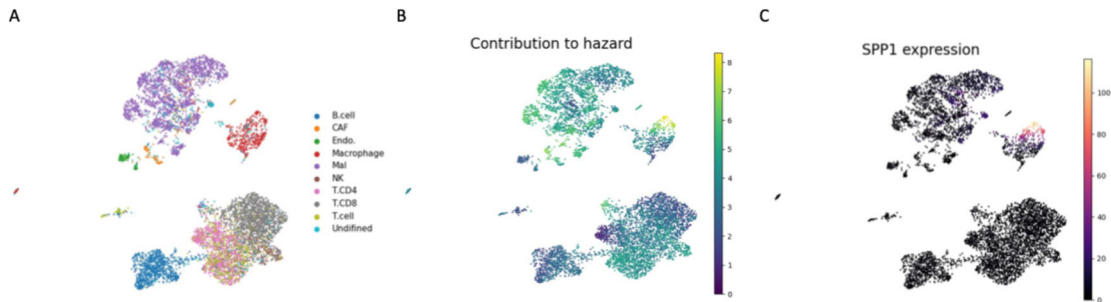 A
B.cell
CAF
Endo.
Macrophage
Mal
NK
T.CD4
T.CD8
T.cell
Undifined
B
Contribution to hazard
8
7
6
5
4
3
2
1
0
C
SPP1 expression
100
80
60
40
20
0